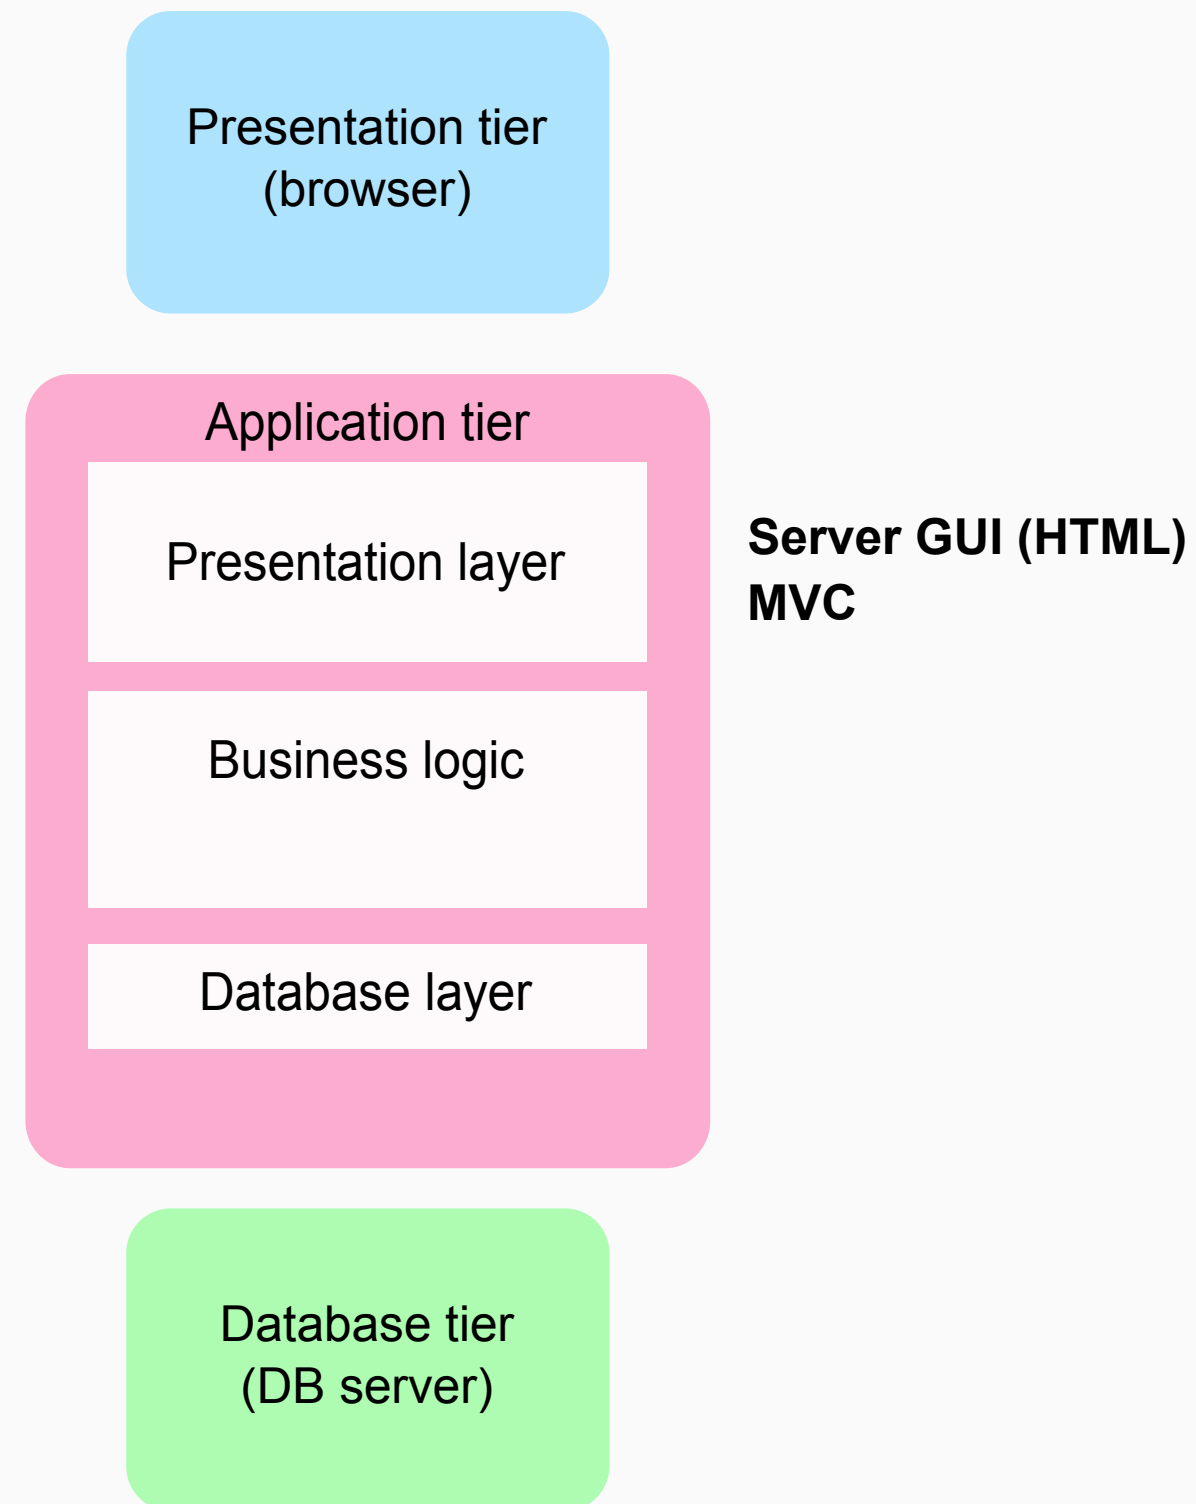 Presentation tier
(browser)
Application tier
Presentation layer
Server GUI (HTML)
MVC
Business logic
Database layer
Database tier
(DB server)